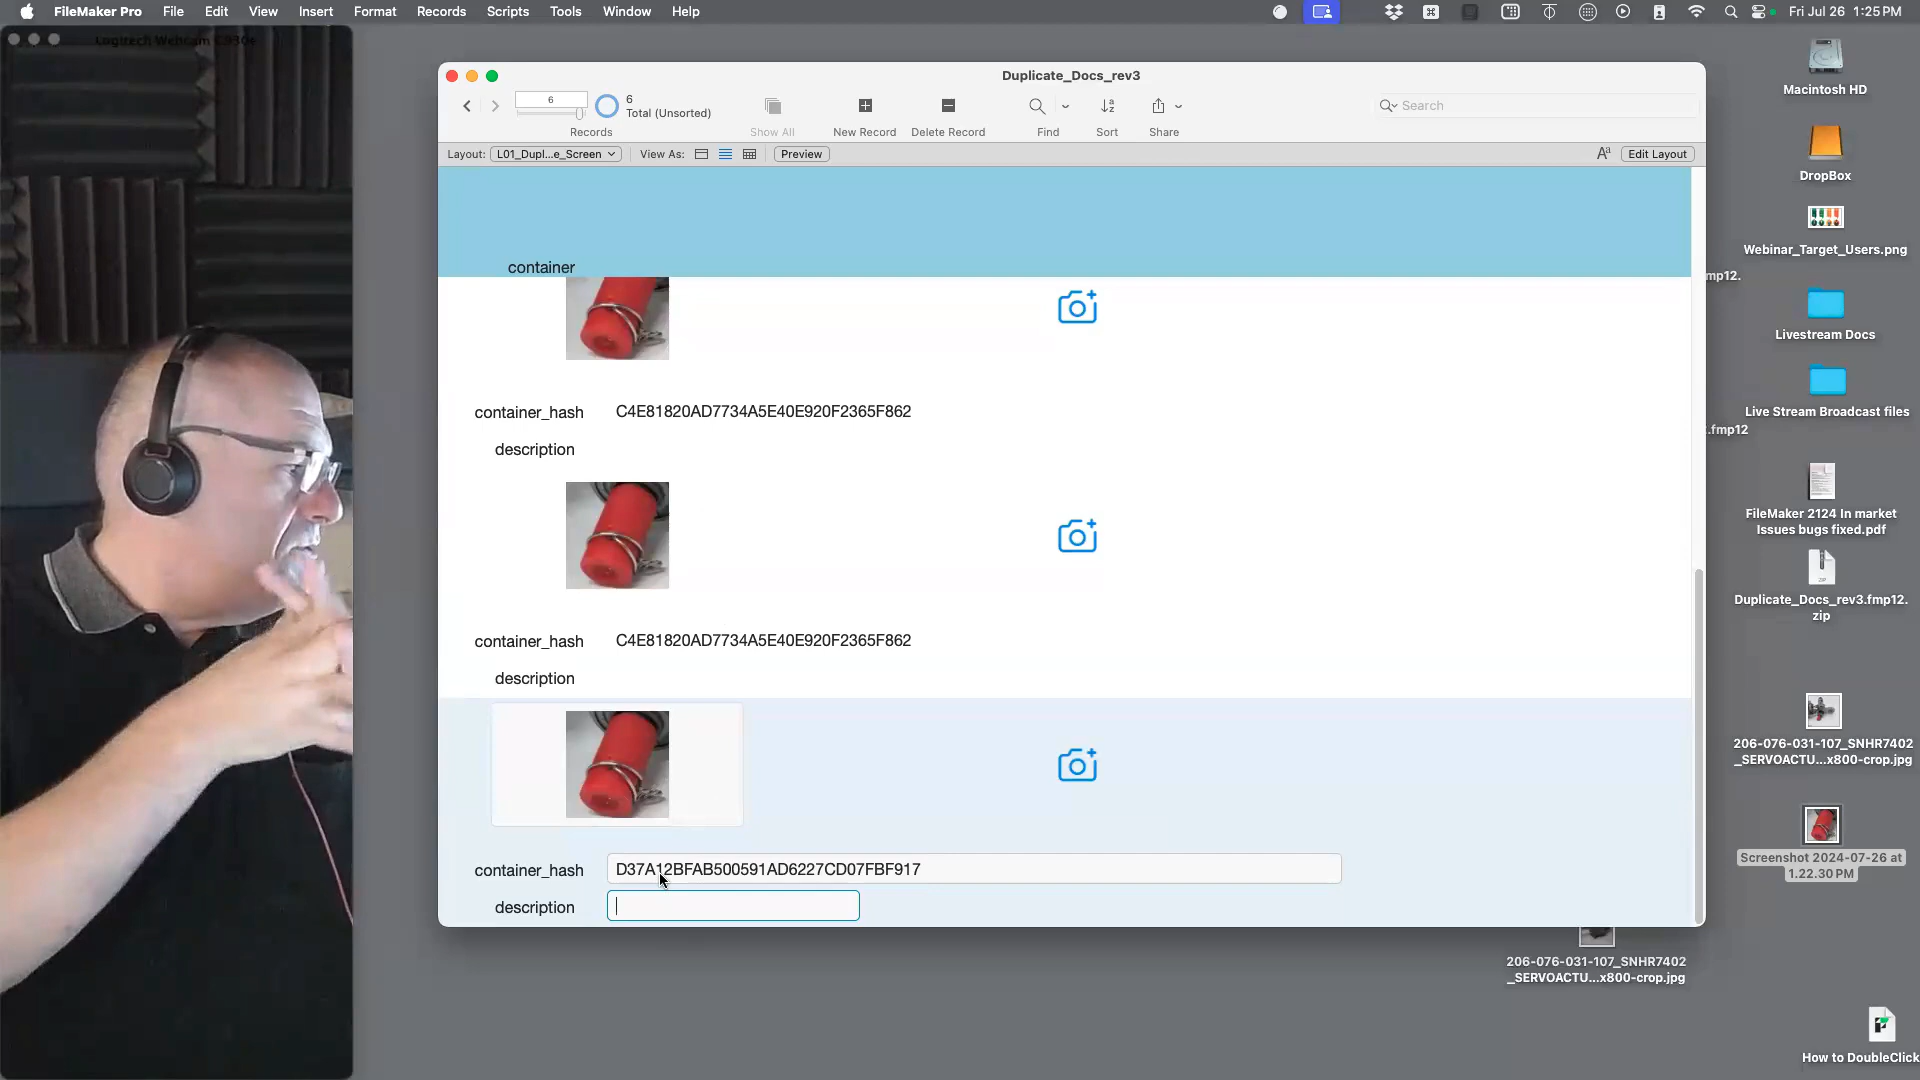 FileMaker Pro File Edit View Insert Format Records Scripts Tools Window Help
Fri Jul 26 1:25 PM
Logitech Webcam C930e
Duplicate_Docs_rev3
6
6
Total (Unsorted)
Records
Show All
New Record
Delete Record
Find
Sort
Share
Search
Layout: L01_Dupl...e_Screen View As: Preview
Edit Layout
container
container_hash C4E81820AD7734A5E40E920F2365F862
description
container_hash C4E81820AD7734A5E40E920F2365F862
description
container_hash D37A12BFAB500591AD6227CD07FBF917
description
Macintosh HD
DropBox
Webinar_Target_Users.png
mp12.
Livestream Docs
Live Stream Broadcast files
.fmp12
FileMaker 2124 In market
Issues bugs fixed.pdf
ZIP
Duplicate_Docs_rev3.fmp12.
zip
206-076-031-107_SNHR7402
_SERVOACTU...x800-crop.jpg
Screenshot 2024-07-26 at
1.22.30 PM
206-076-031-107_SNHR7402
_SERVOACTU...x800-crop.jpg
How to DoubleClick